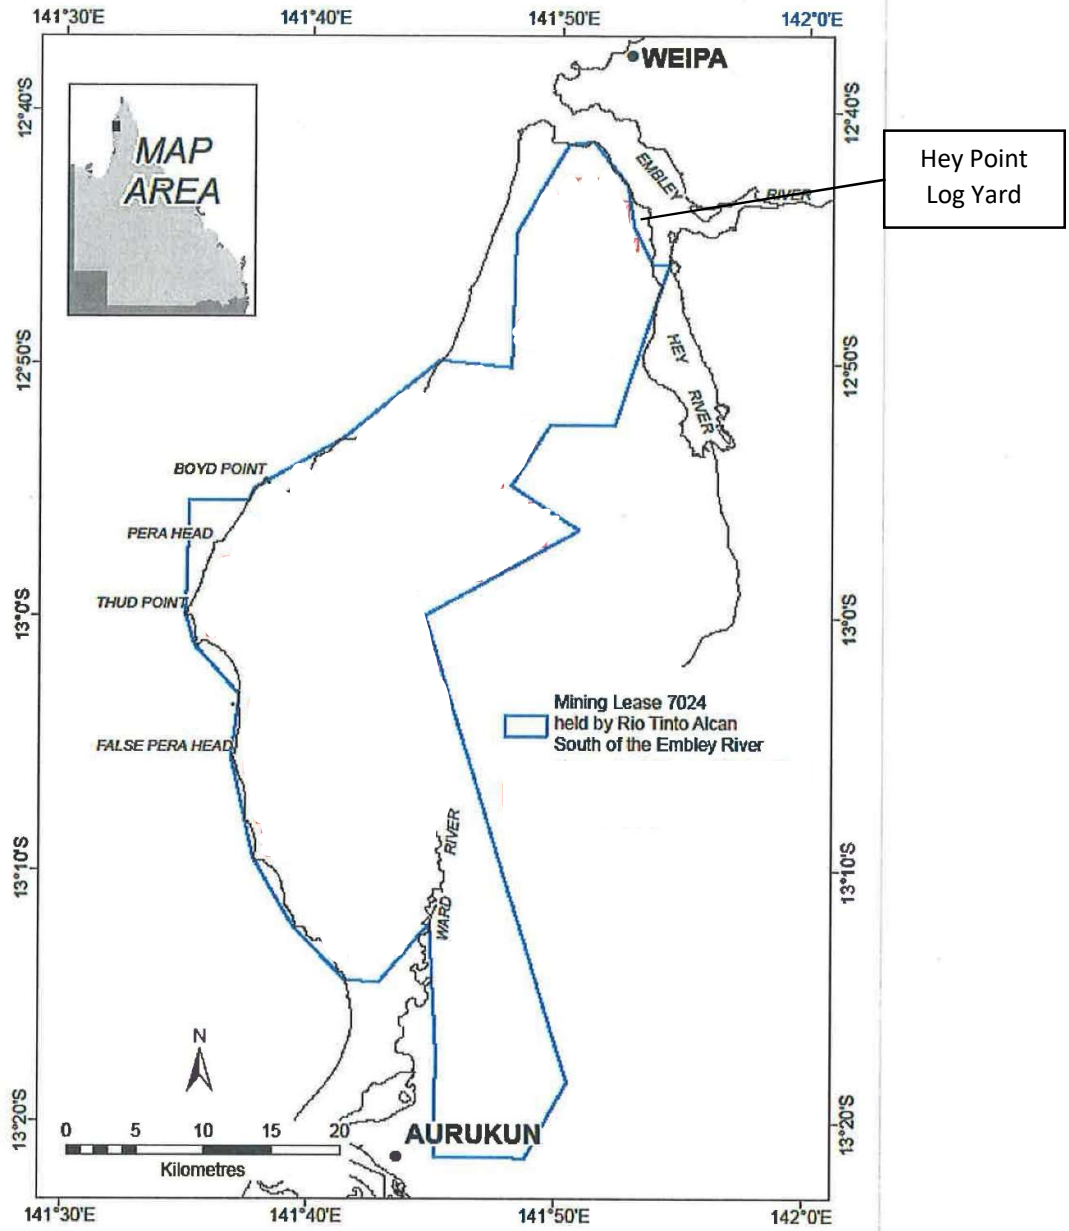 141°30'E 141°40'E 141°50'E 142°0'E
WEIPA
12°40'S
12°40'S
MAP
AREA
Hey Point
Log Yard
EMBLEY
RIVER
12°50'S
12°50'S
HEY
RIVER
BOYD POINT
PERA HEAD
THUD POINT
13°0'S
13°0'S
Mining Lease 7024
held by Rio Tinto Alcan
South of the Embley River
FALSE PERA HEAD
RIVER
WARD
13°10'S
13°10'S
N
13°20'S
13°20'S
0 5 10 15 20
Kilometres
AURUKUN
141°30'E 141°40'E 141°50'E 142°0'E